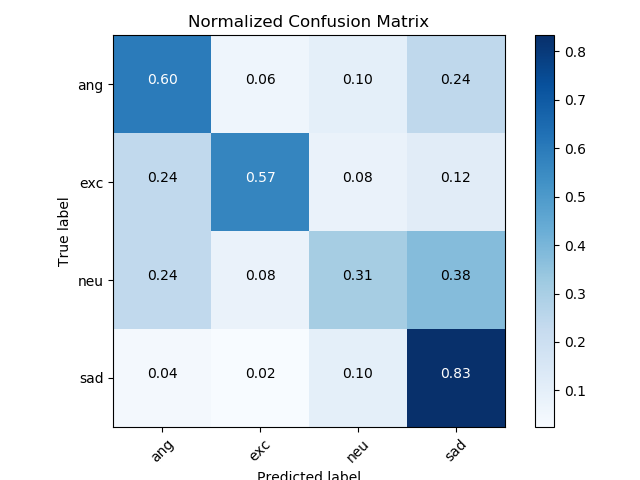 Normalized Confusion Matrix
True label
ang 0.60 0.06 0.10 0.24
exc 0.24 0.57 0.08 0.12
neu 0.24 0.08 0.31 0.38
sad 0.04 0.02 0.10 0.83
ang exc neu sad
Predicted label
0.8
0.7
0.6
0.5
0.4
0.3
0.2
0.1